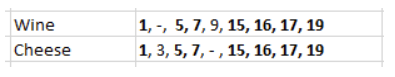 Wine 1, -, 5, 7, 9, 15, 16, 17, 19
Cheese 1, 3, 5, 7, - , 15, 16, 17, 19